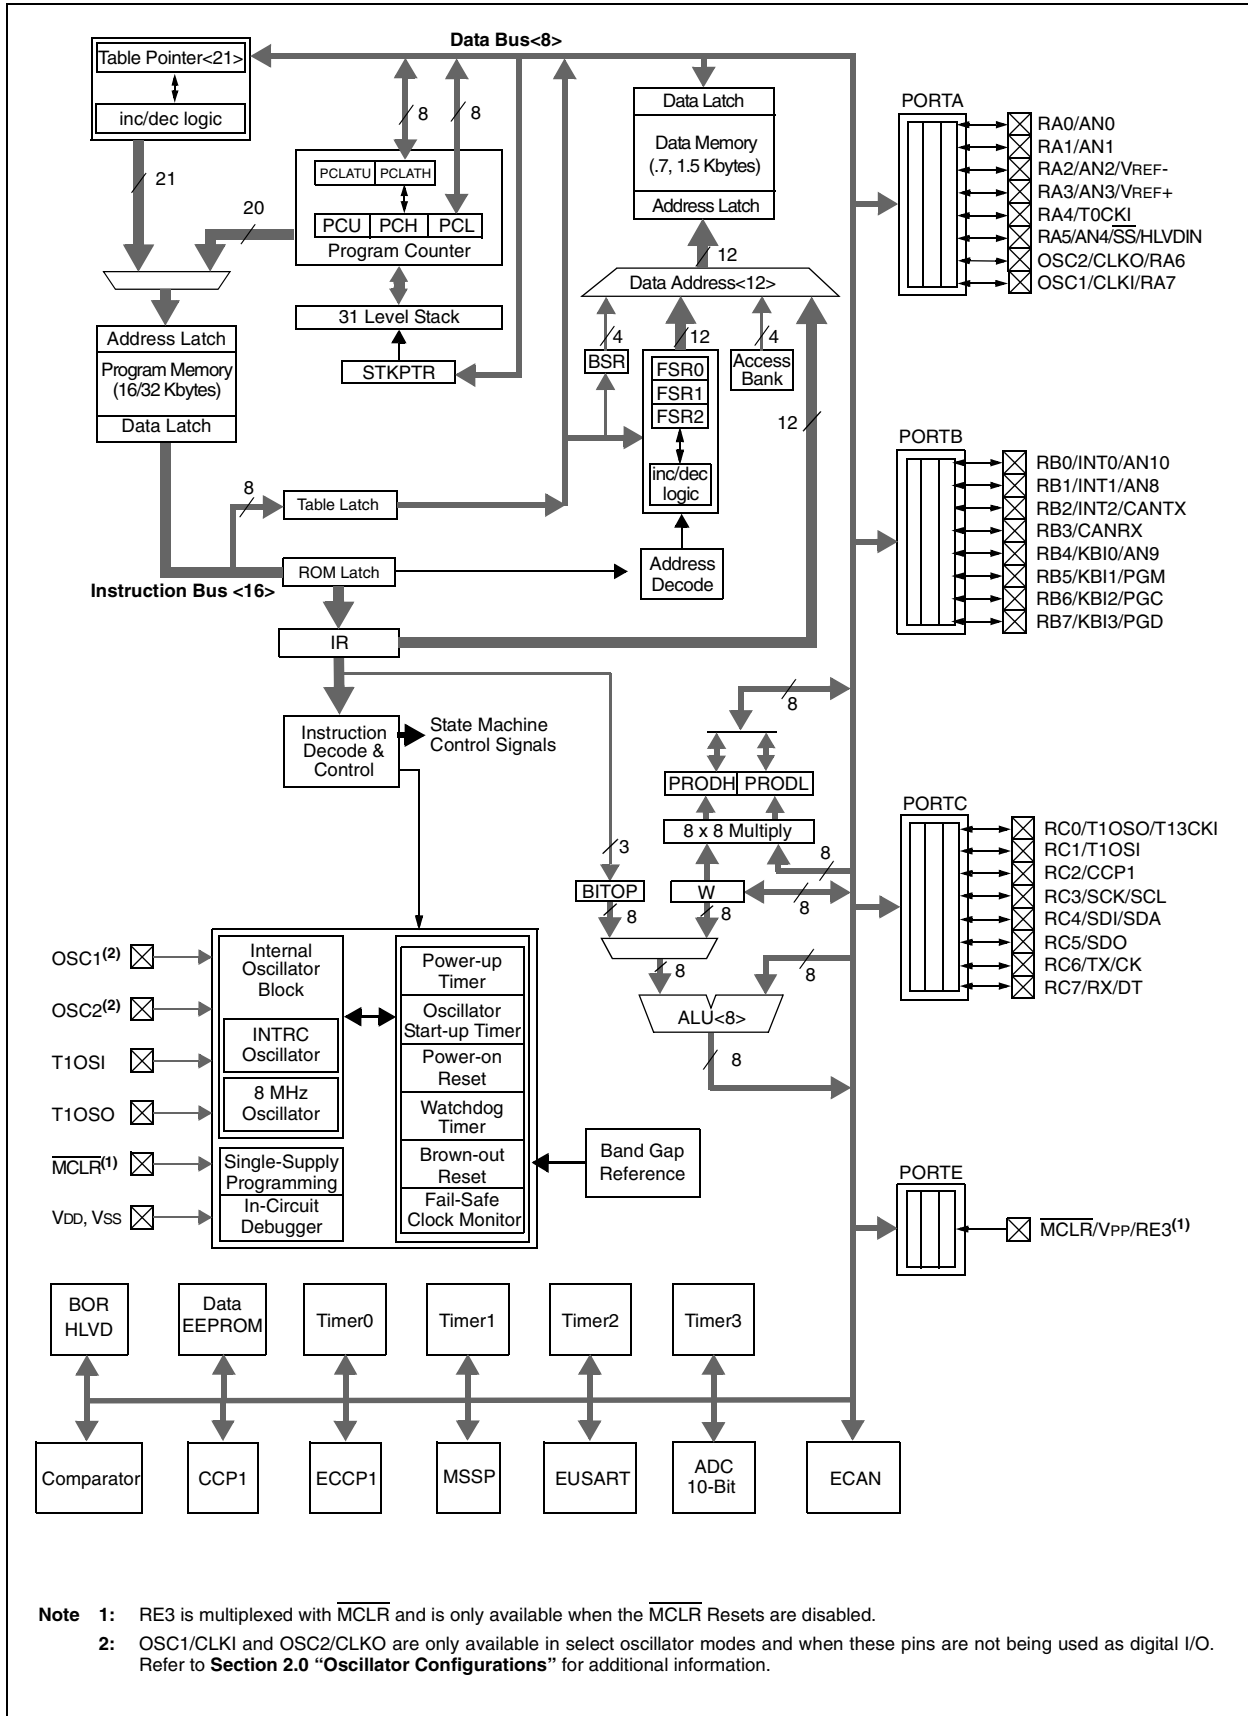 Data Bus<8>
Table Pointer<21>
inc/dec logic
21
20
8
8
PCLATU PCLATH
PCU PCH PCL
Program Counter
31 Level Stack
STKPTR
Address Latch
Program Memory
(16/32 Kbytes)
Data Latch
Data Latch
Data Memory
(.7, 1.5 Kbytes)
Address Latch
12
Data Address<12>
4
12
4
BSR
FSR0
FSR1
FSR2
inc/dec
logic
Access
Bank
12
8
Table Latch
ROM Latch
Instruction Bus <16>
Address
Decode
IR
Instruction
Decode &
Control
State Machine
Control Signals
8
PRODH PRODL
8 x 8 Multiply
3
8
BITOP
W
8
8
8
8
8
ALU<8>
8
PORTA
RA0/AN0
RA1/AN1
RA2/AN2/VREF-
RA3/AN3/VREF+
RA4/T0CKI
RA5/AN4/SS/HLVDIN
OSC2/CLKO/RA6
OSC1/CLKI/RA7
PORTB
RB0/INT0/AN10
RB1/INT1/AN8
RB2/INT2/CANTX
RB3/CANRX
RB4/KBI0/AN9
RB5/KBI1/PGM
RB6/KBI2/PGC
RB7/KBI3/PGD
PORTC
RC0/T1OSO/T13CKI
RC1/T1OSI
RC2/CCP1
RC3/SCK/SCL
RC4/SDI/SDA
RC5/SDO
RC6/TX/CK
RC7/RX/DT
PORTE
MCLR/VPP/RE3(1)
OSC1(2)
OSC2(2)
T1OSI
T1OSO
MCLR(1)
VDD, VSS
Internal
Oscillator
Block
INTRC
Oscillator
8 MHz
Oscillator
Single-Supply
Programming
In-Circuit
Debugger
Power-up
Timer
Oscillator
Start-up Timer
Power-on
Reset
Watchdog
Timer
Brown-out
Reset
Fail-Safe
Clock Monitor
Band Gap
Reference
BOR
HLVD
Data
EEPROM
Timer0
Timer1
Timer2
Timer3
Comparator
CCP1
ECCP1
MSSP
EUSART
ADC
10-Bit
ECAN
Note 1: RE3 is multiplexed with MCLR and is only available when the MCLR Resets are disabled.
2: OSC1/CLKI and OSC2/CLKO are only available in select oscillator modes and when these pins are not being used as digital I/O.
Refer to Section 2.0 “Oscillator Configurations” for additional information.